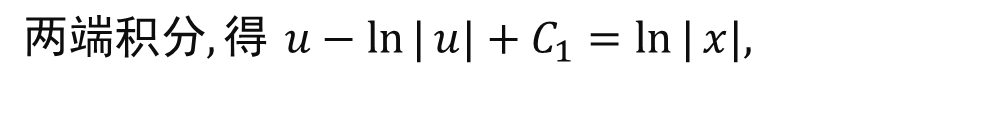 两端积分, 得 u − ln | u| + C₁ = ln | x|,